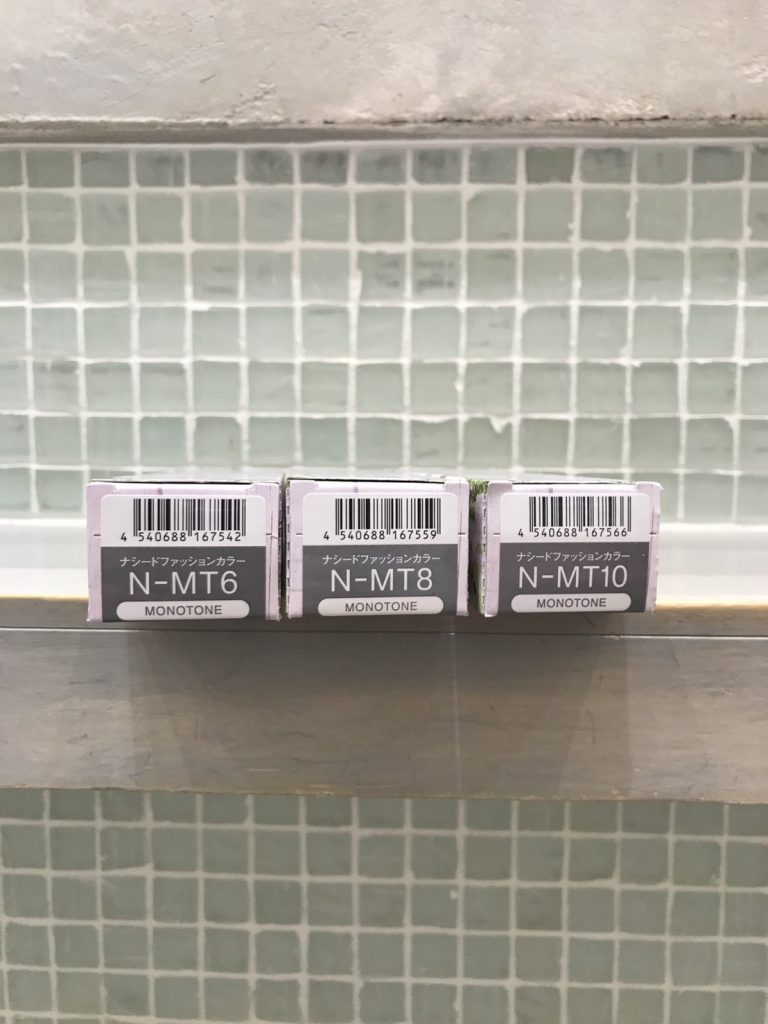 4 540688 167542
ナシードファッションカラー
N-MT6
MONOTONE
4 540688 167559
ナシードファッションカラー
N-MT8
MONOTONE
4 540688 167566
ナシードファッションカラー
N-MT10
MONOTONE